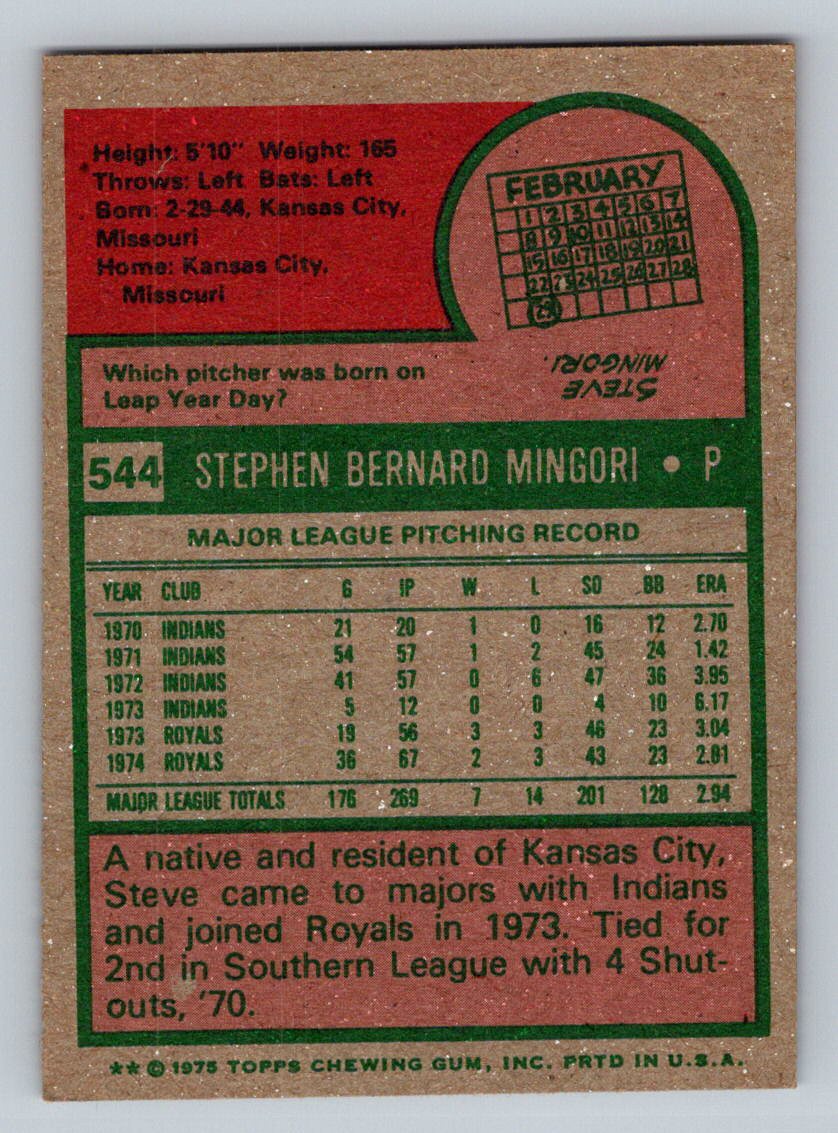 Height: 5'10" Weight: 165
Throws: Left Bats: Left
Born: 2-29-44, Kansas City,
Missouri
Home: Kansas City,
Missouri
FEBRUARY
1 2 3 4 5 6 7
8 9 10 11 12 13 14
15 16 17 18 19 20 21
22 23 24 25 26 27 28
29
Which pitcher was born on
Leap Year Day?
STEVE
MINGORI.
544 STEPHEN BERNARD MINGORI • P
MAJOR LEAGUE PITCHING RECORD
YEAR CLUB G IP W L SO BB ERA
1970 INDIANS 21 20 1 0 16 12 2.70
1971 INDIANS 54 57 1 2 45 24 1.42
1972 INDIANS 41 57 0 6 47 36 3.95
1973 INDIANS 5 12 0 0 4 10 6.17
1973 ROYALS 19 56 3 3 46 23 3.04
1974 ROYALS 36 67 2 3 43 23 2.81
MAJOR LEAGUE TOTALS 176 269 7 14 201 128 2.94
A native and resident of Kansas City,
Steve came to majors with Indians
and joined Royals in 1973. Tied for
2nd in Southern League with 4 Shut-
outs, '70.
** © 1975 TOPPS CHEWING GUM, INC. PRTD IN U.S.A.